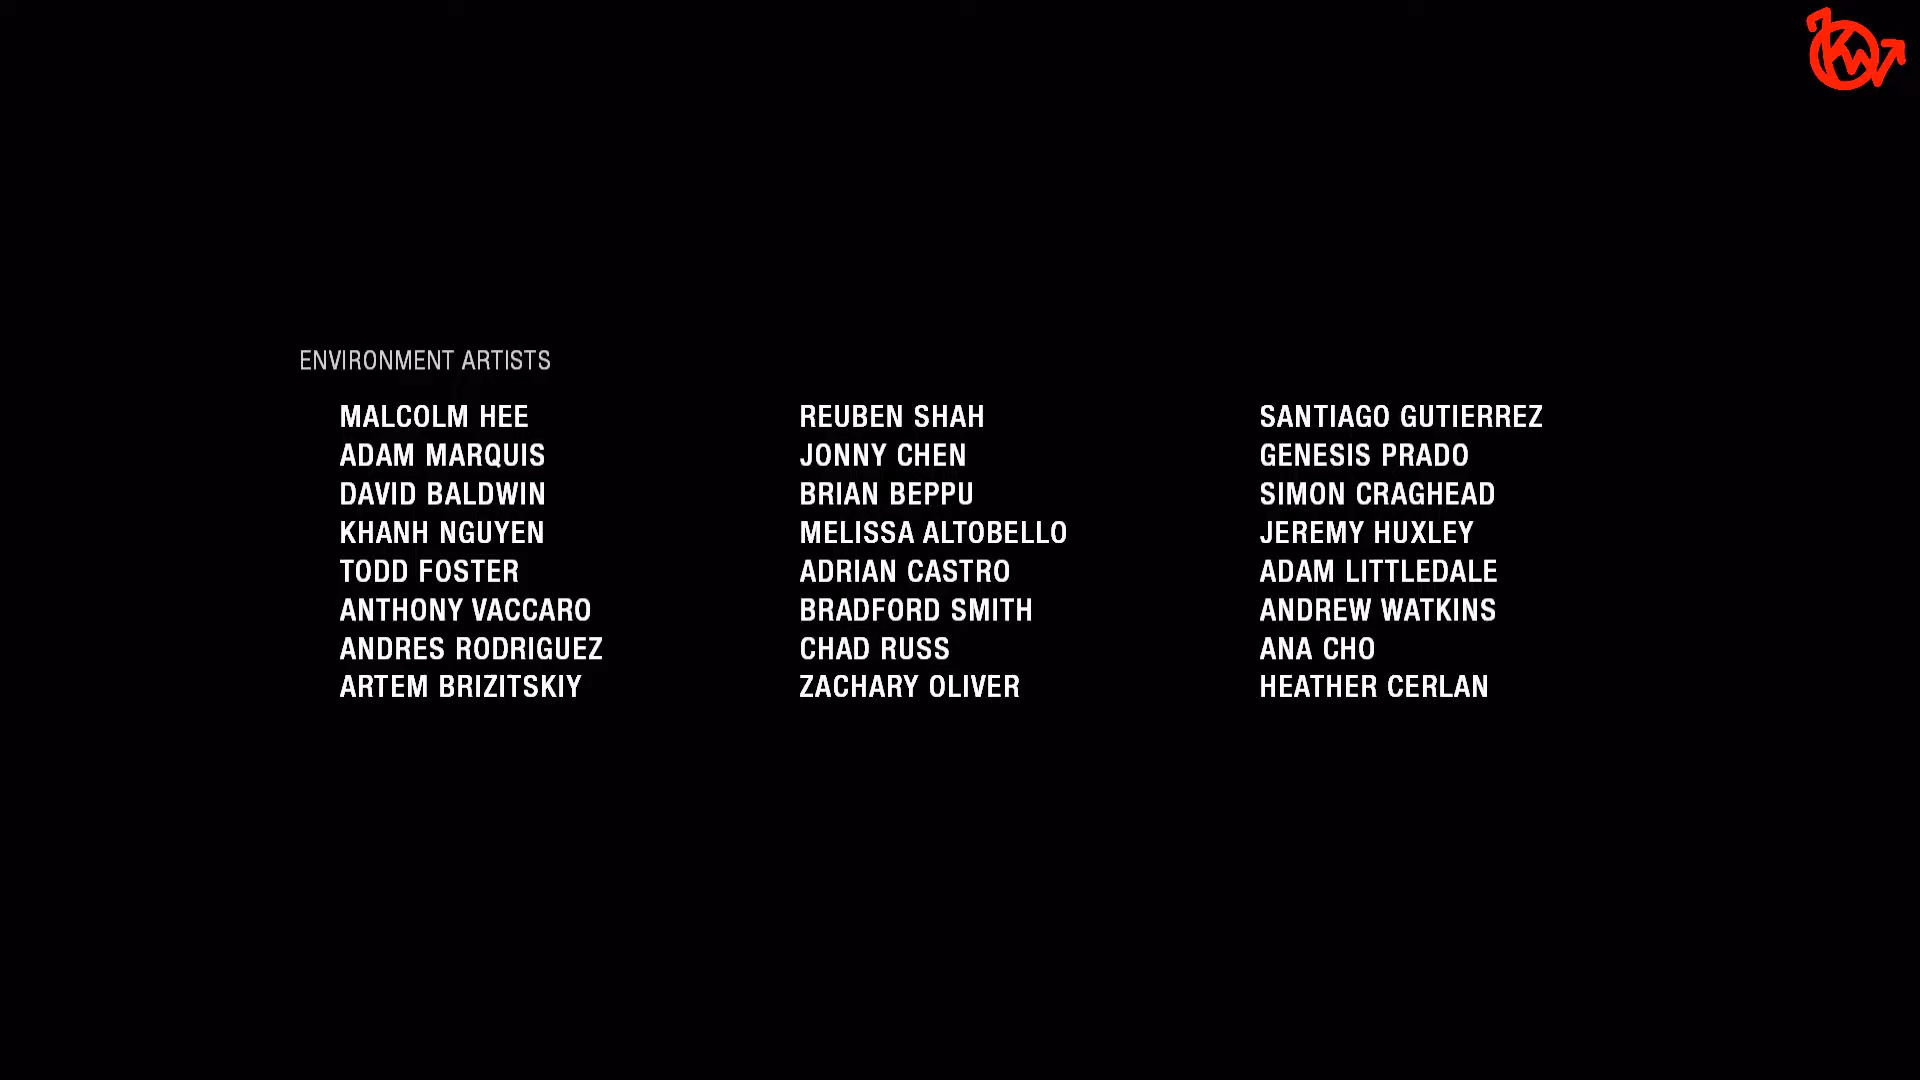 KW
ENVIRONMENT ARTISTS
MALCOLM HEE
ADAM MARQUIS
DAVID BALDWIN
KHANH NGUYEN
TODD FOSTER
ANTHONY VACCARO
ANDRES RODRIGUEZ
ARTEM BRIZITSKIY
REUBEN SHAH
JONNY CHEN
BRIAN BEPPU
MELISSA ALTOBELLO
ADRIAN CASTRO
BRADFORD SMITH
CHAD RUSS
ZACHARY OLIVER
SANTIAGO GUTIERREZ
GENESIS PRADO
SIMON CRAGHEAD
JEREMY HUXLEY
ADAM LITTLEDALE
ANDREW WATKINS
ANA CHO
HEATHER CERLAN